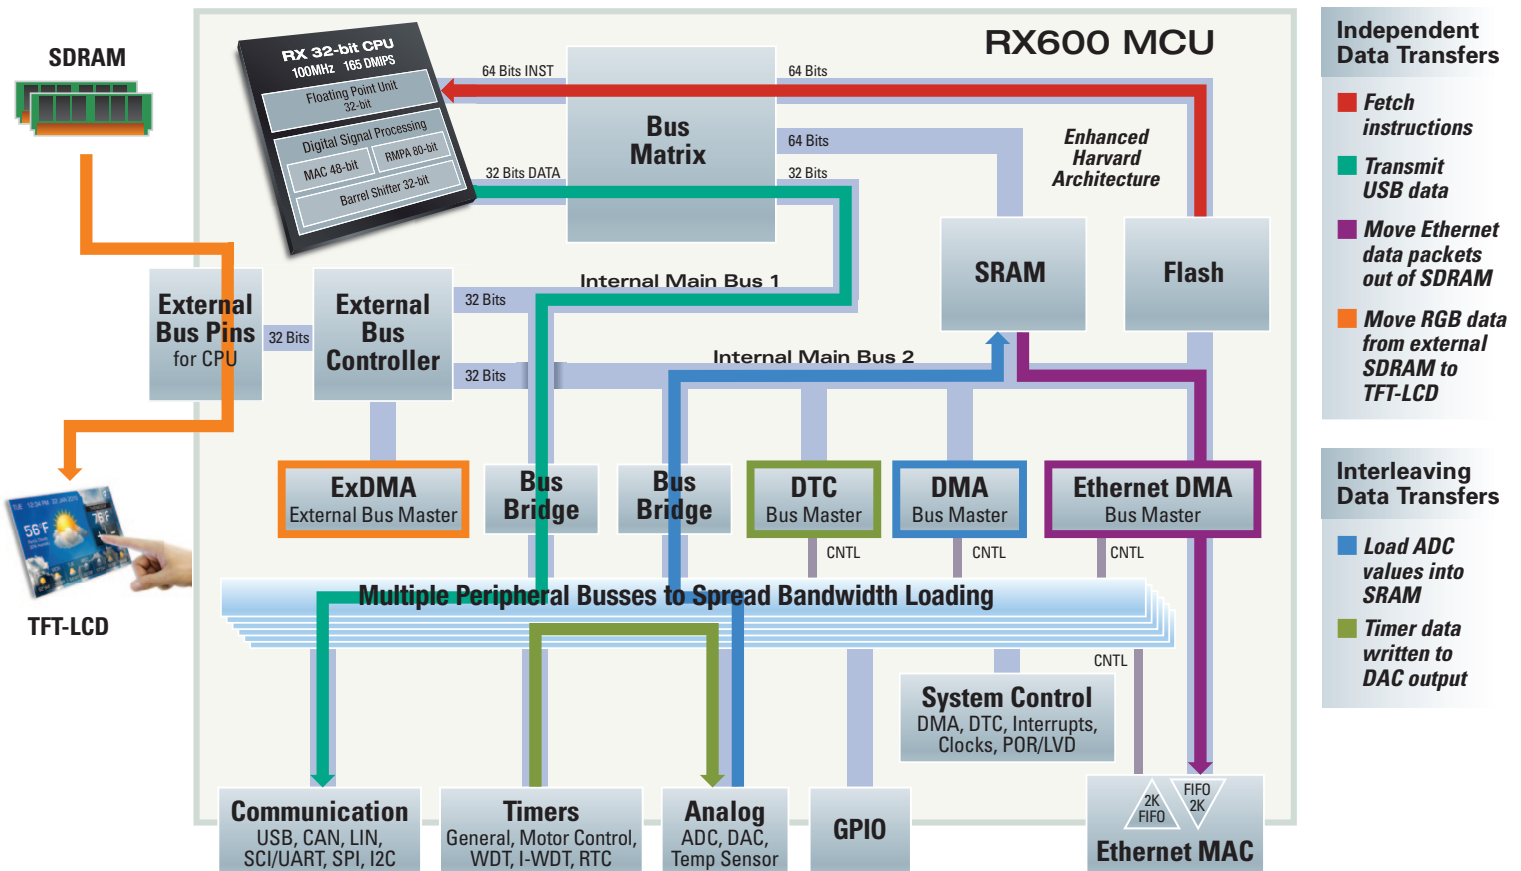 RX600 MCU
SDRAM
RX 32-bit CPU
100MHz 165 DMIPS
Floating Point Unit
32-bit
Digital Signal Processing
MAC 48-bit
RMPA 80-bit
Barrel Shifter 32-bit
64 Bits INST
32 Bits DATA
Bus
Matrix
64 Bits
64 Bits
32 Bits
Enhanced
Harvard
Architecture
SRAM
Flash
External
Bus Pins
for CPU
32 Bits
External
Bus
Controller
32 Bits
32 Bits
Internal Main Bus 1
Internal Main Bus 2
ExDMA
External Bus Master
Bus
Bridge
Bus
Bridge
DTC
Bus Master
DMA
Bus Master
Ethernet DMA
Bus Master
CNTL
CNTL
CNTL
56°F
TFT-LCD
Multiple Peripheral Busses to Spread Bandwidth Loading
CNTL
System Control
DMA, DTC, Interrupts,
Clocks, POR/LVD
Communication
USB, CAN, LIN,
SCI/UART, SPI, I2C
Timers
General, Motor Control,
WDT, I-WDT, RTC
Analog
ADC, DAC,
Temp Sensor
GPIO
2K
FIFO
FIFO
2K
Ethernet MAC
Independent
Data Transfers
Fetch
instructions
Transmit
USB data
Move Ethernet
data packets
out of SDRAM
Move RGB data
from external
SDRAM to
TFT-LCD
Interleaving
Data Transfers
Load ADC
values into
SRAM
Timer data
written to
DAC output